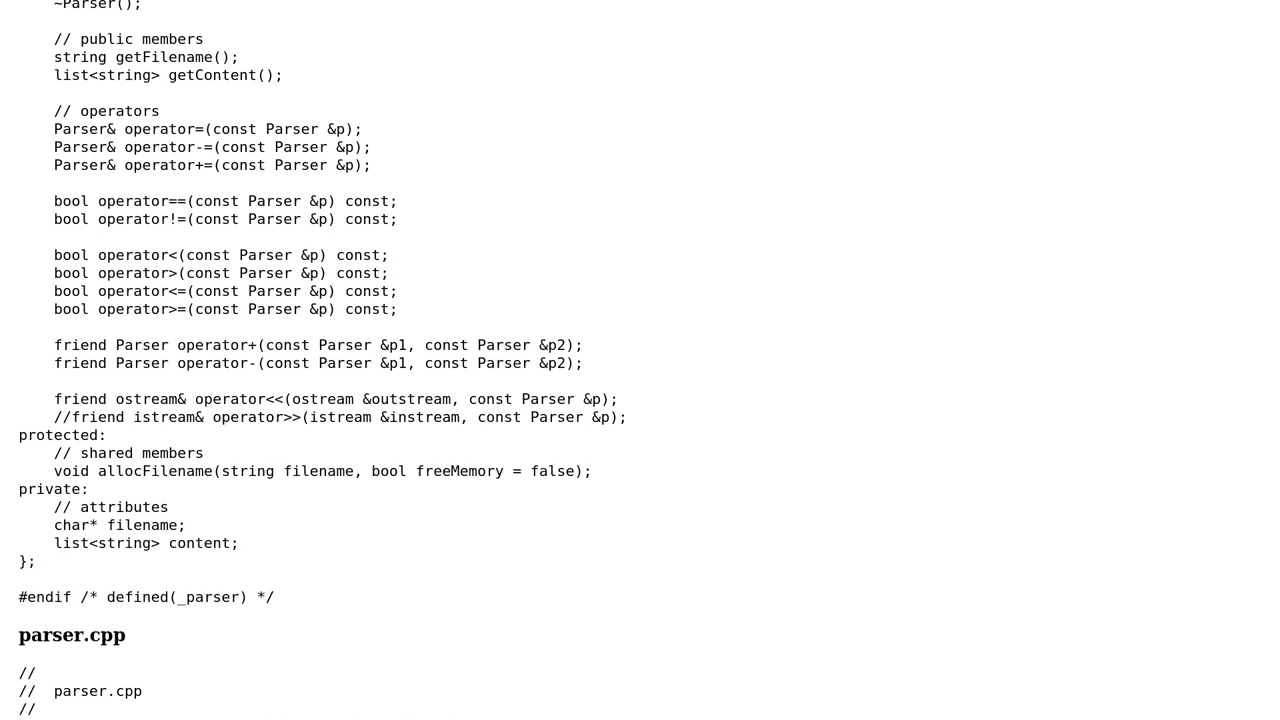 ~Parser();
// public members
string getFilename();
list<string> getContent();
// operators
Parser& operator=(const Parser &p);
Parser& operator-=(const Parser &p);
Parser& operator+=(const Parser &p);
bool operator==(const Parser &p) const;
bool operator!=(const Parser &p) const;
bool operator<(const Parser &p) const;
bool operator>(const Parser &p) const;
bool operator<=(const Parser &p) const;
bool operator>=(const Parser &p) const;
friend Parser operator+(const Parser &p1, const Parser &p2);
friend Parser operator-(const Parser &p1, const Parser &p2);
friend ostream& operator<<(ostream &outstream, const Parser &p);
//friend istream& operator>>(istream &instream, const Parser &p);
protected:
// shared members
void allocFilename(string filename, bool freeMemory = false);
private:
// attributes
char* filename;
list<string> content;
};
#endif /* defined(_parser) */
parser.cpp
//
//  parser.cpp
//